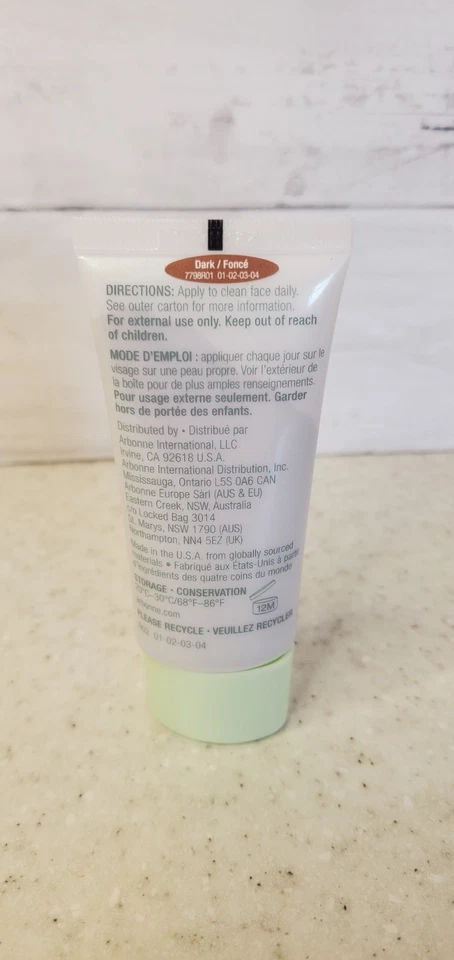 Dark / Foncé
7798R01 01-02-03-04
DIRECTIONS: Apply to clean face daily.
See outer carton for more information.
For external use only. Keep out of reach
of children.
MODE D'EMPLOI : appliquer chaque jour sur le
visage sur une peau propre. Voir l'extérieur de
la boîte pour de plus amples renseignements.
Pour usage externe seulement. Garder
hors de portée des enfants.
Distributed by • Distribué par
Arbonne International, LLC
Irvine, CA 92618 U.S.A.
Arbonne International Distribution, Inc.
Mississauga, Ontario L5S 0A6 CAN
Arbonne Europe Sàrl (AUS & EU)
Eastern Creek, NSW, Australia
c/o Locked Bag 3014
St. Marys, NSW 1790 (AUS)
Northampton, NN4 5EZ (UK)
Made in the U.S.A. from globally sourced
materials • Fabriqué aux États-Unis à partir
d'ingrédients des quatre coins du monde
STORAGE • CONSERVATION
20°C–30°C/68°F–86°F
12M
arbonne.com
PLEASE RECYCLE • VEUILLEZ RECYCLER
01-02-03-04